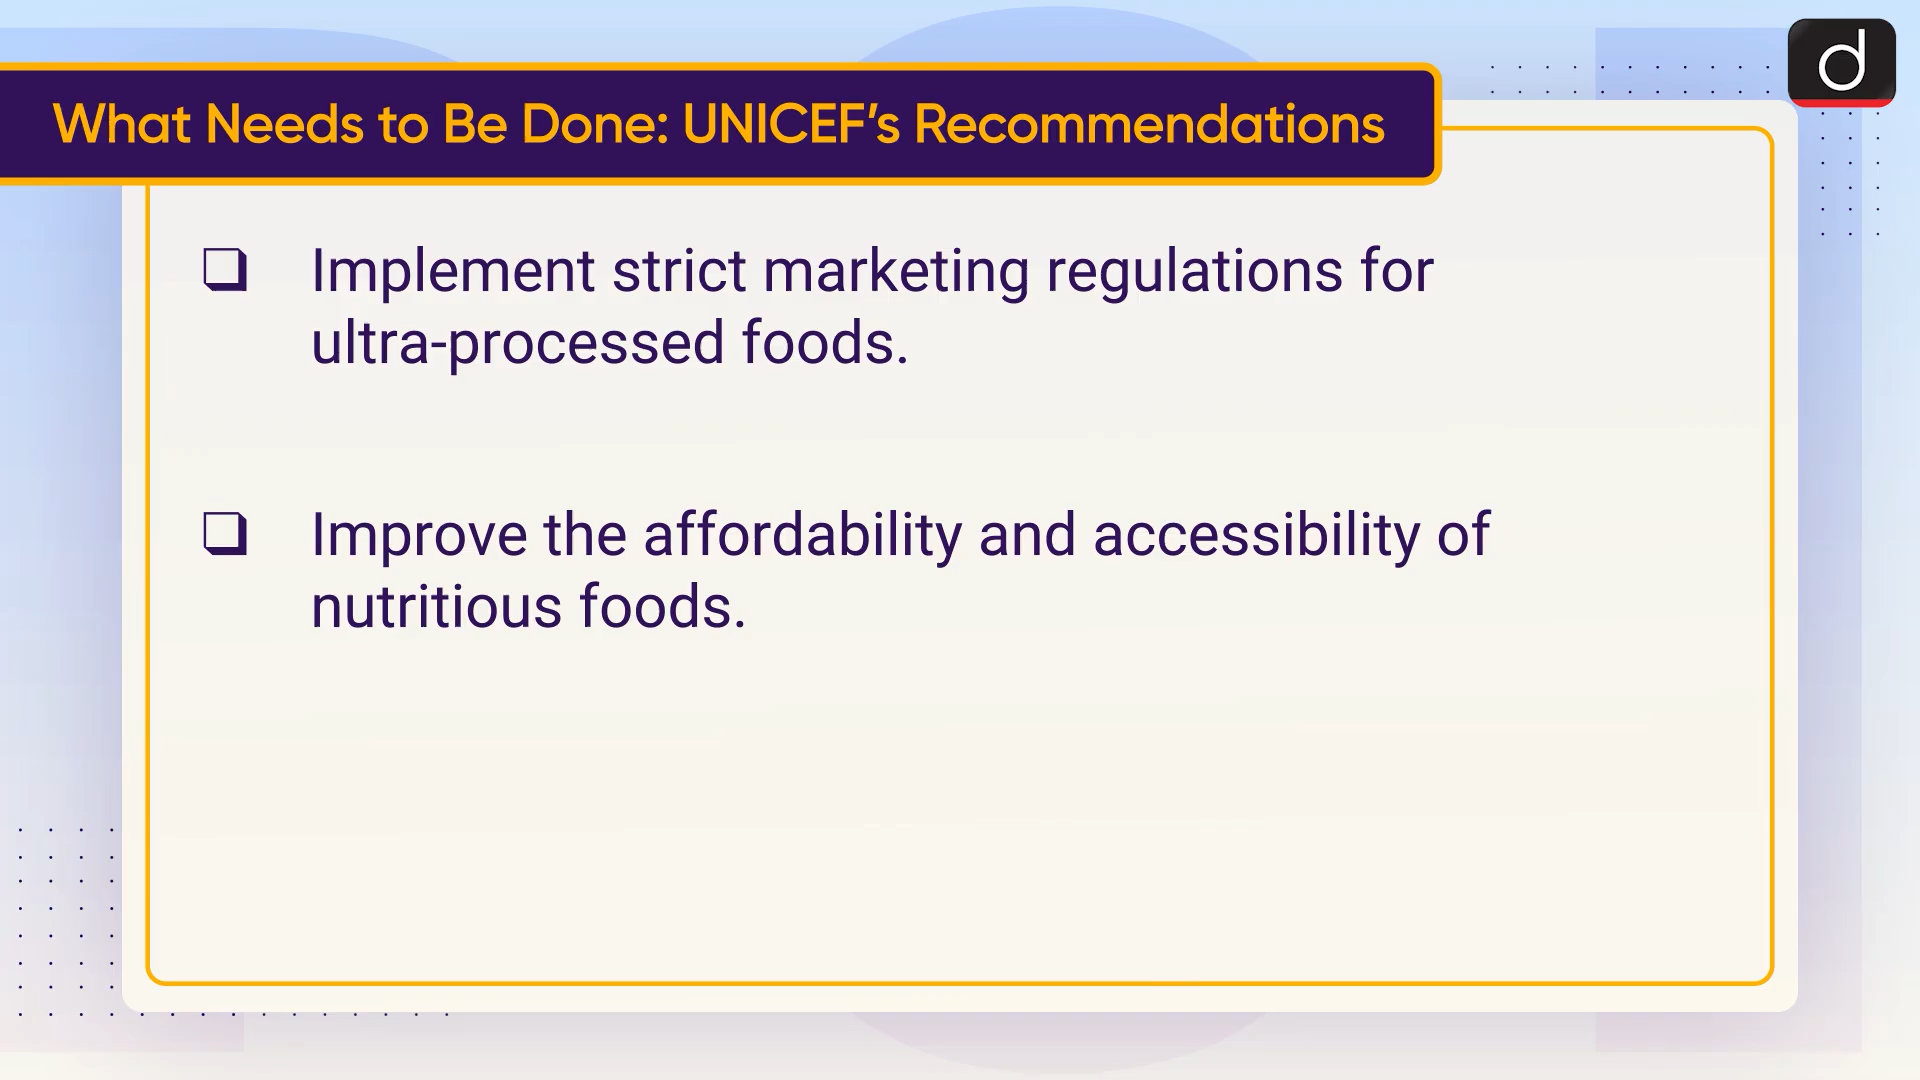 d
What Needs to Be Done: UNICEF’s Recommendations
❑ Implement strict marketing regulations for
ultra-processed foods.
❑ Improve the affordability and accessibility of
nutritious foods.